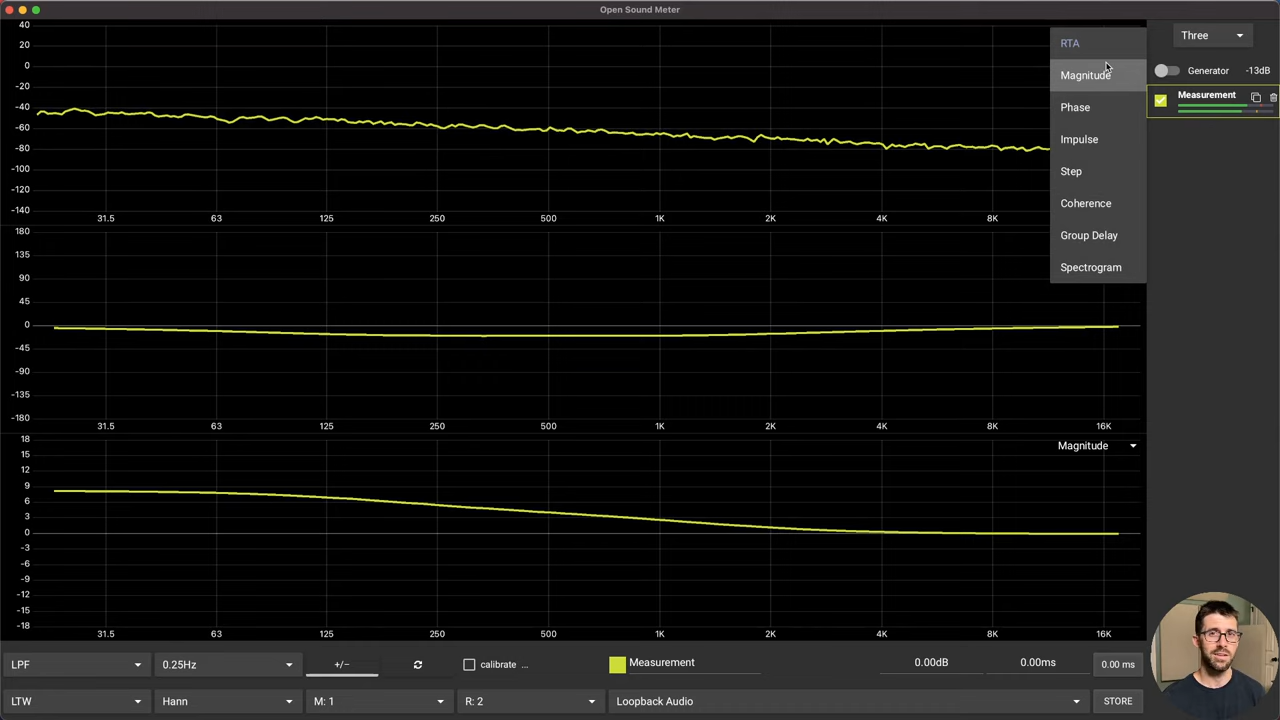 Open Sound Meter
40
20
0
-20
-40
-60
-80
-100
-120
-140
31.5 63 125 250 500 1K 2K 4K 8K
RTA
Magnitude
Phase
Impulse
Step
Coherence
Group Delay
Spectrogram
Three
Generator -13dB
Measurement
180
135
90
45
0
-45
-90
-135
-180
31.5 63 125 250 500 1K 2K 4K 8K 16K
Magnitude
18
15
12
9
6
3
0
-3
-6
-9
-12
-15
-18
31.5 63 125 250 500 1K 2K 4K 8K 16K
LPF 0.25Hz +/− calibrate ... Measurement 0.00dB 0.00ms 0.00 ms
LTW Hann M: 1 R: 2 Loopback Audio STORE